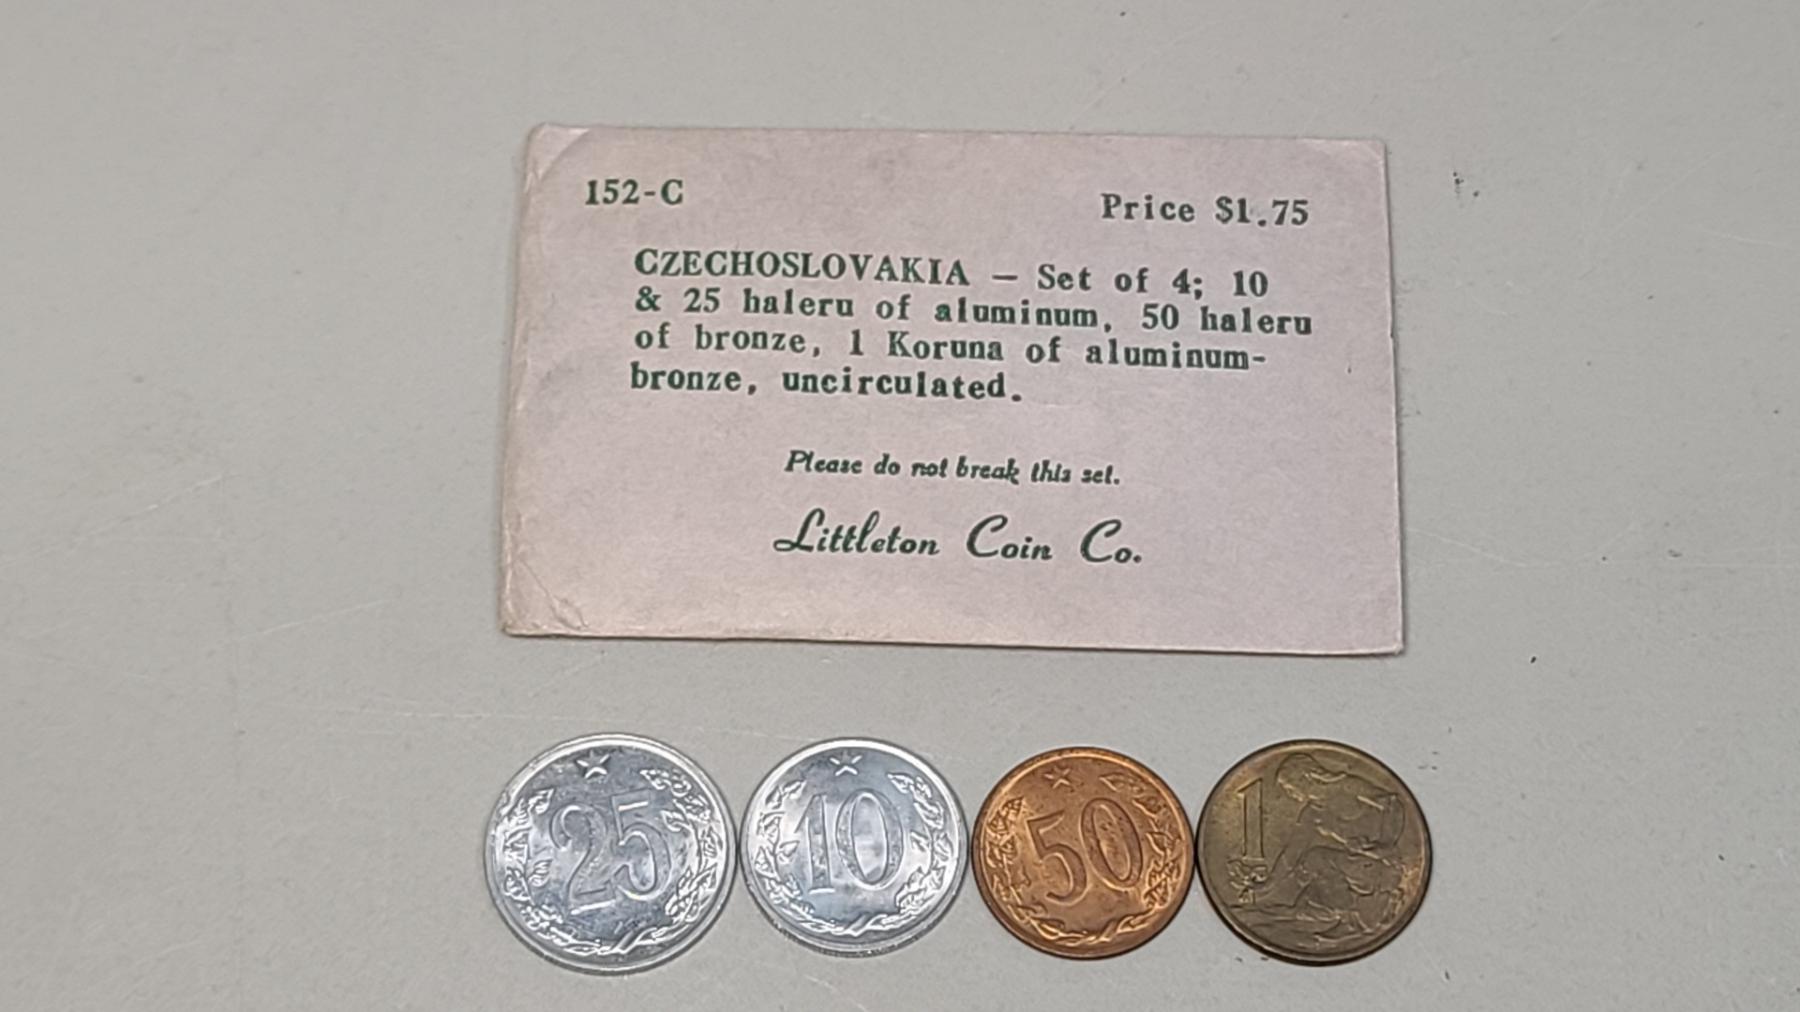 152-C
Price $1.75
CZECHOSLOVAKIA — Set of 4; 10
& 25 haleru of aluminum, 50 haleru
of bronze, 1 Koruna of aluminum-
bronze, uncirculated.
Please do not break this set.
Littleton Coin Co.
25
10
50
1